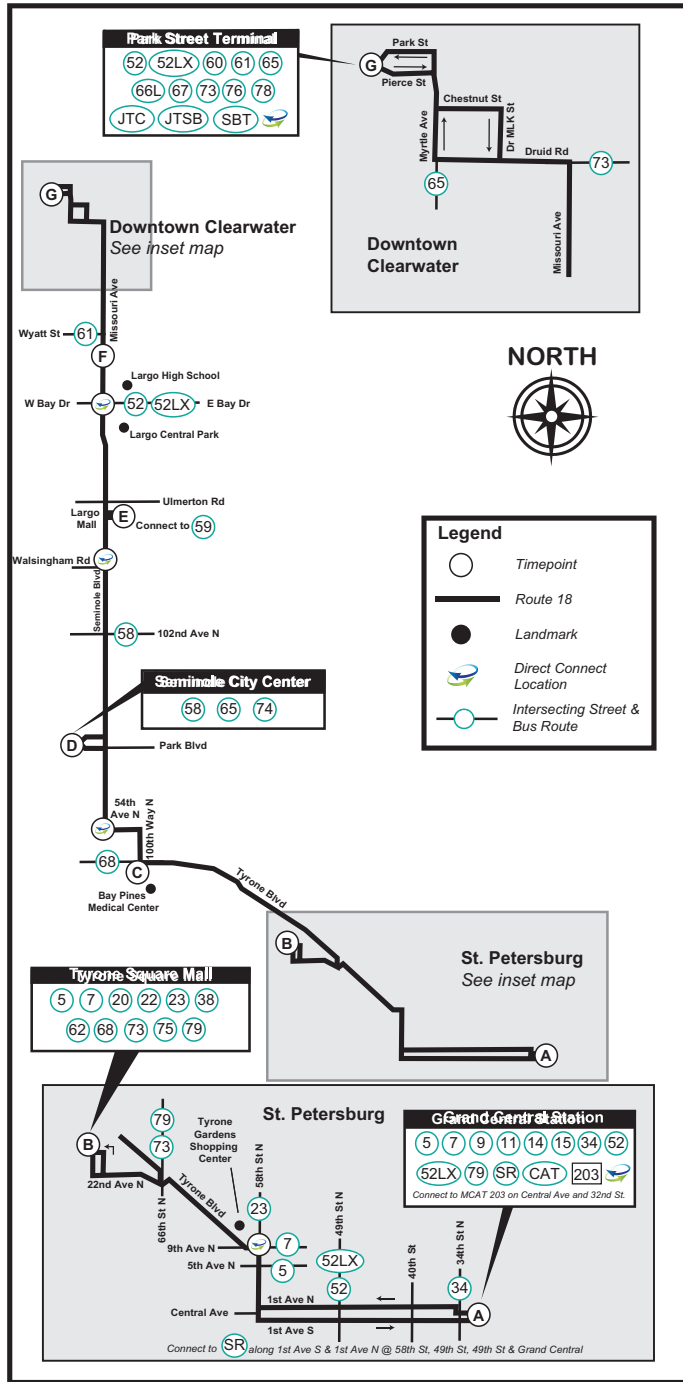 Park Street Terminal
52 52LX 60 61 65
66L 67 73 76 78
JTC JTSB SBT
G
Park St
Pierce St
Chestnut St
Myrtle Ave
Dr MLK St
Druid Rd
73
65
Missouri Ave
Downtown
Clearwater
G
Downtown Clearwater
See inset map
Missouri Ave
Wyatt St
61
F
Largo High School
W Bay Dr
52
52LX
E Bay Dr
Largo Central Park
NORTH
Ulmerton Rd
Largo
Mall
E
Connect to 59
Walsingham Rd
Seminole Blvd
58
102nd Ave N
Legend
Timepoint
Route 18
Landmark
Direct Connect
Location
Intersecting Street &
Bus Route
Seminole City Center
58 65 74
D
Park Blvd
54th
Ave N
100th Way N
68
C
Bay Pines
Medical Center
Tyrone Blvd
B
St. Petersburg
See inset map
A
Tyrone Square Mall
5 7 20 22 23 38
62 68 73 75 79
St. Petersburg
Grand Central Station
5 7 9 11 14 15 34 52
52LX 79 SR CAT 203
Connect to MCAT 203 on Central Ave and 32nd St.
B
79
73
22nd Ave N
66th St N
Tyrone
Gardens
Shopping
Center
Tyrone Blvd
58th St N
23
9th Ave N
7
5th Ave N
5
49th St N
52LX
52
40th St
34th St N
34
A
1st Ave N
Central Ave
1st Ave S
Connect to SR along 1st Ave S & 1st Ave N @ 58th St, 49th St, 49th St & Grand Central